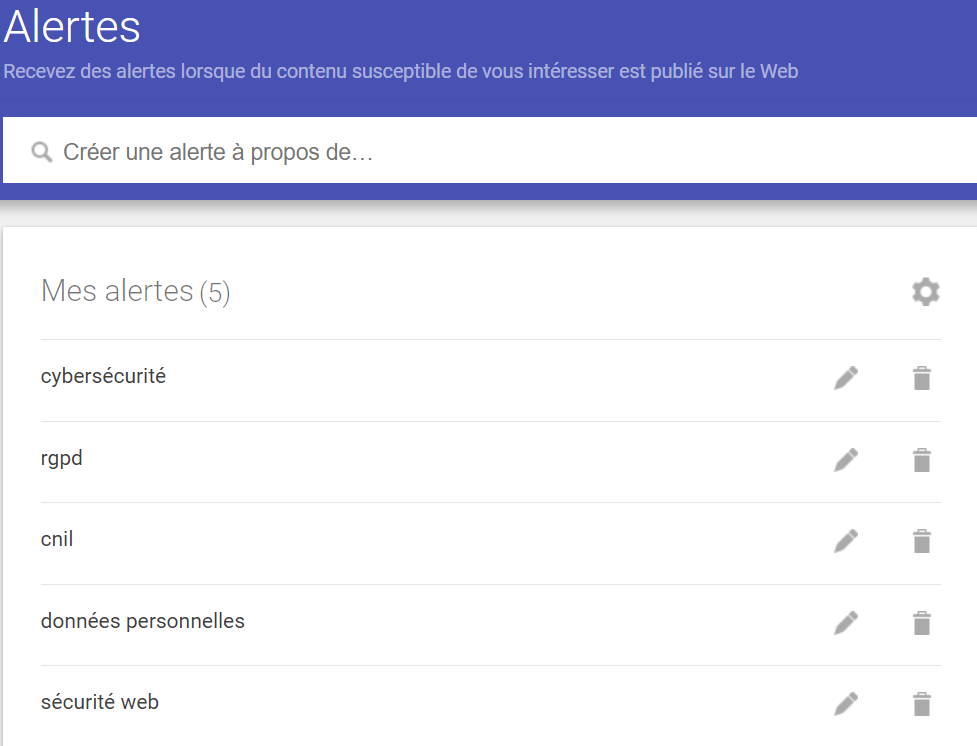 Alertes
Recevez des alertes lorsque du contenu susceptible de vous intéresser est publié sur le Web
Créer une alerte à propos de…
Mes alertes (5)
cybersécurité
rgpd
cnil
données personnelles
sécurité web